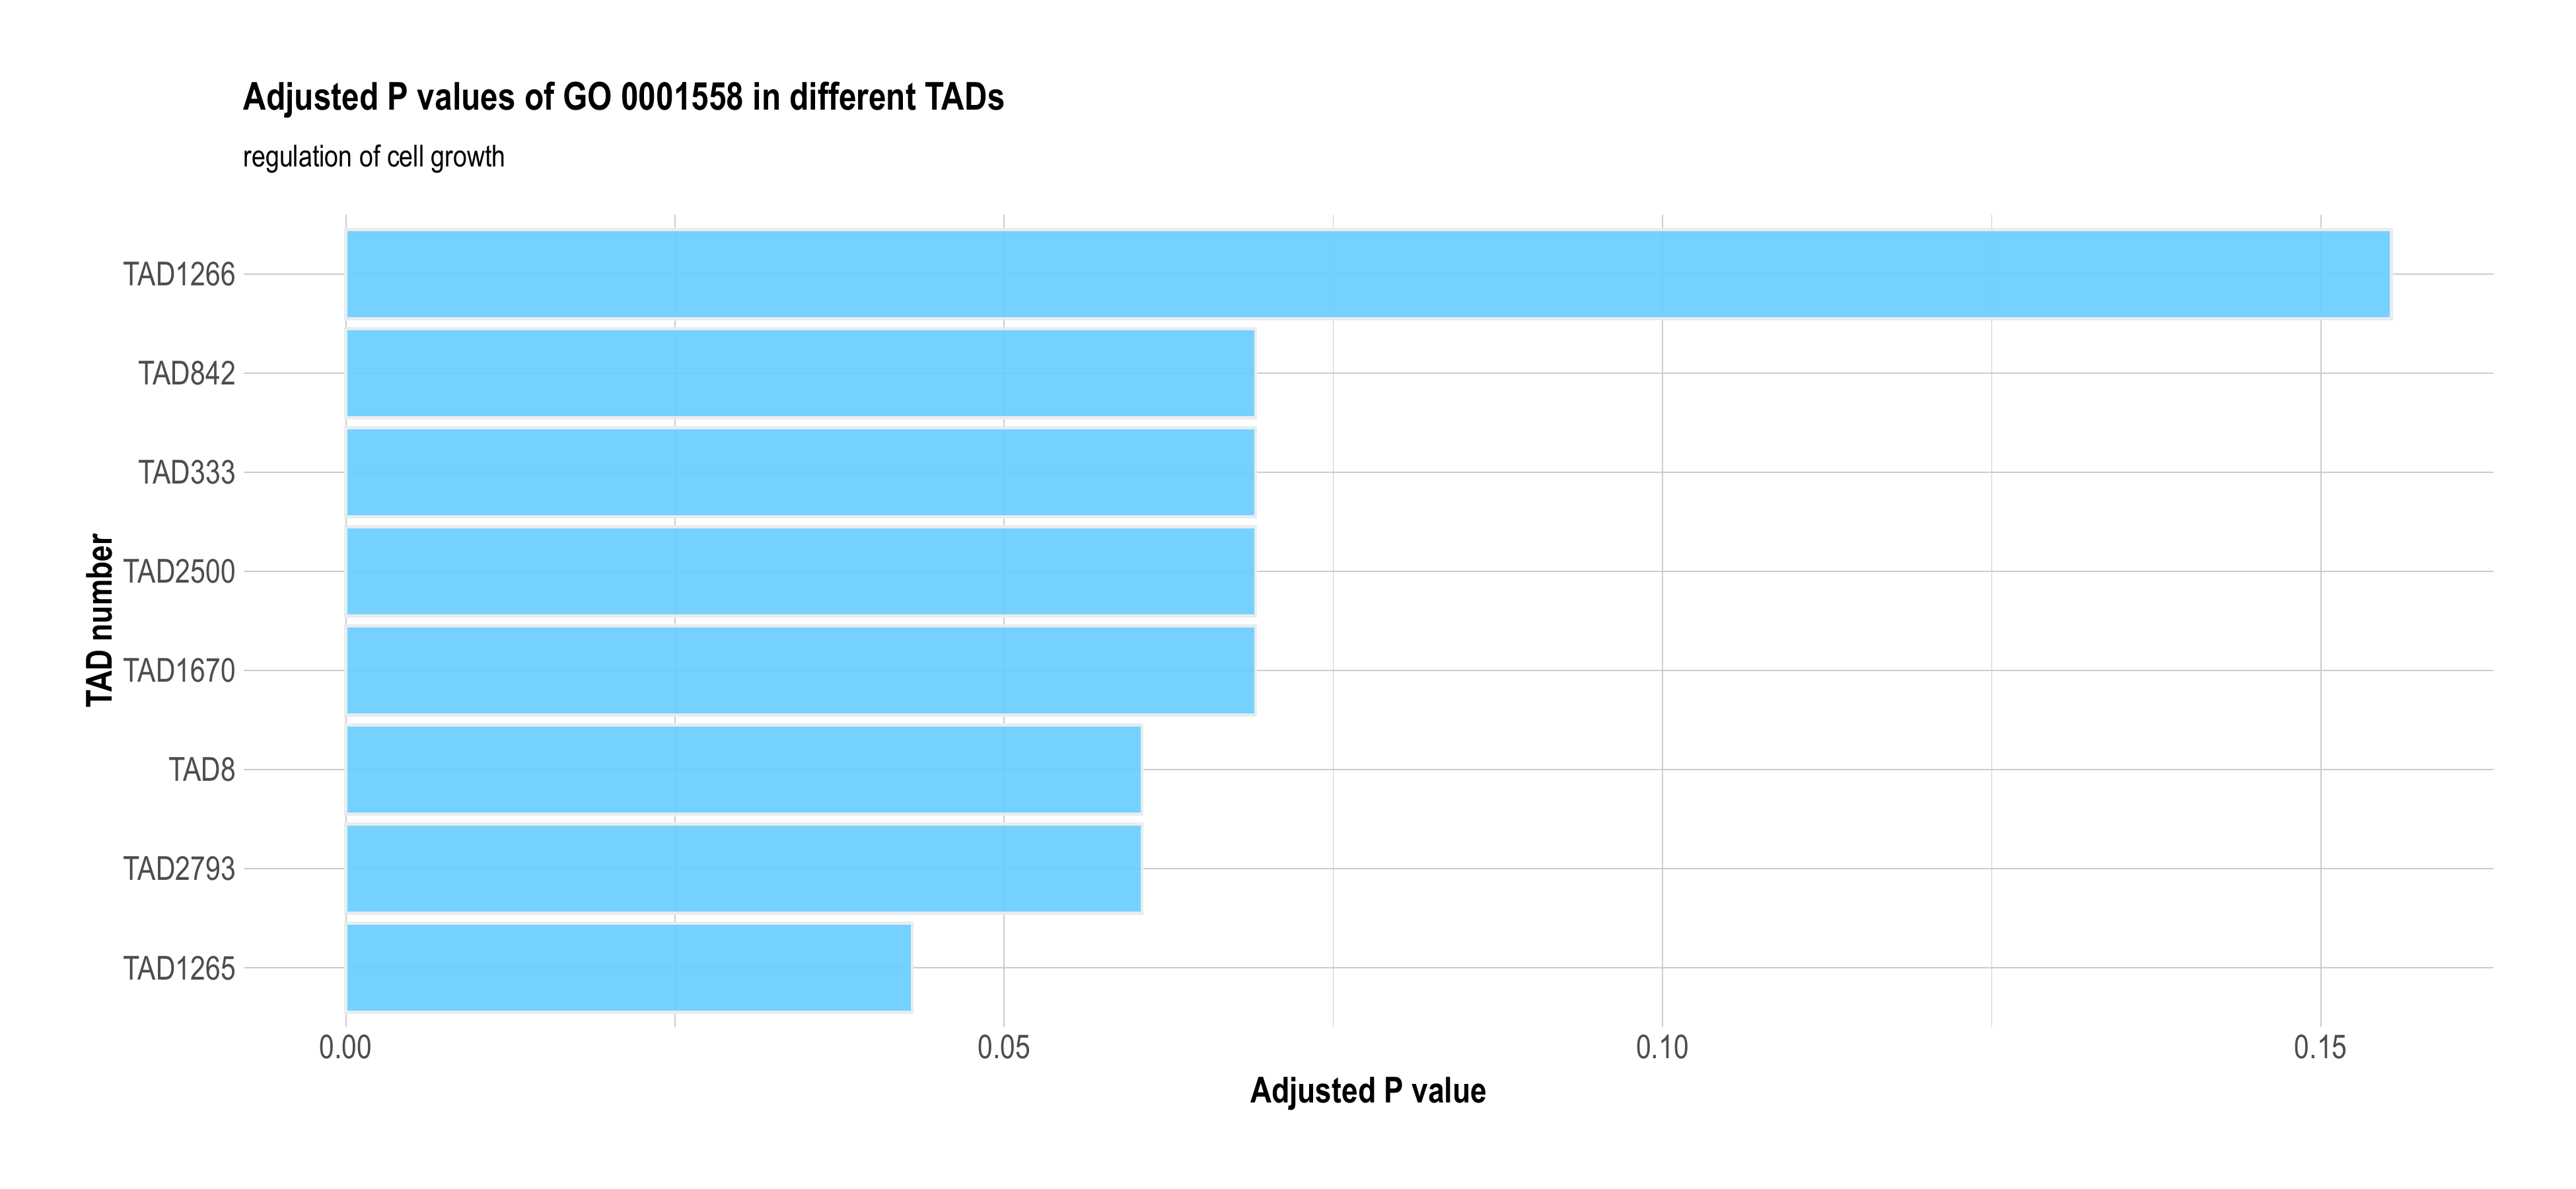 Adjusted P values of GO 0001558 in different TADs
regulation of cell growth
TAD number
TAD1266
TAD842
TAD333
TAD2500
TAD1670
TAD8
TAD2793
TAD1265
0.00 0.05 0.10 0.15
Adjusted P value